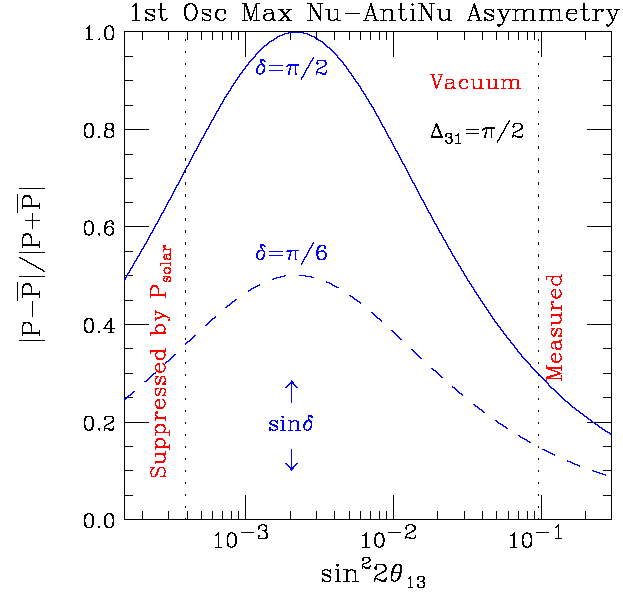 1st Osc Max Nu−AntiNu Asymmetry
1.0
0.8
0.6
0.4
0.2
0.0
|P−P̅|/|P+P̅|
δ=π/2
Vacuum
Δ₃₁=π/2
δ=π/6
Suppressed by Pₛₒₗₐᵣ
Measured
sinδ
10⁻³
10⁻²
10⁻¹
sin²2θ₁₃